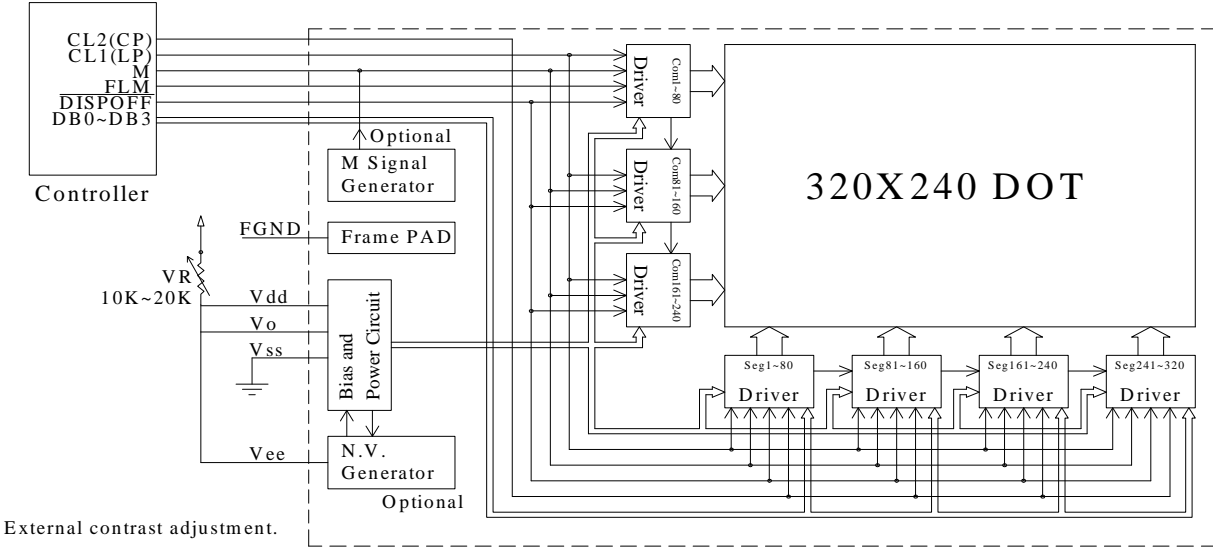 CL2(CP)
CL1(LP)
M
FLM
DISPOFF
DB0~DB3
Controller
Optional
M Signal
Generator
FGND
Frame PAD
VR
10K~20K
Vdd
Vo
Vss
Vee
Bias and
Power Circuit
N.V.
Generator
Optional
External contrast adjustment.
Driver
Com1~80
Driver
Com81~160
Driver
Com161~240
320X240 DOT
Seg1~80
Driver
Seg81~160
Driver
Seg161~240
Driver
Seg241~320
Driver